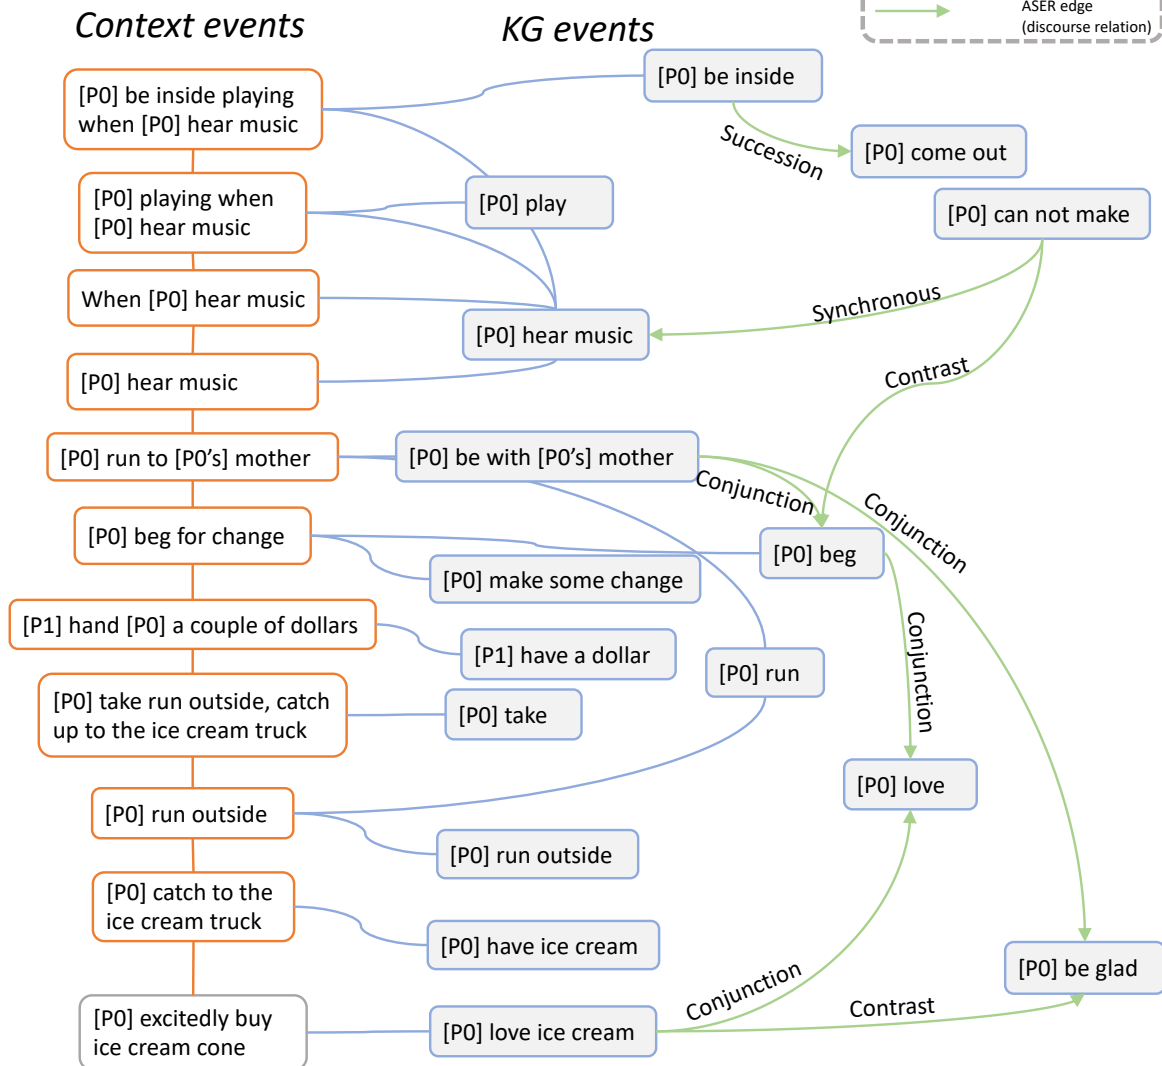 Context events
KG events
ASER edge
(discourse relation)
[P0] be inside playing
when [P0] hear music
[P0] be inside
Succession
[P0] come out
[P0] playing when
[P0] hear music
[P0] play
[P0] can not make
When [P0] hear music
Synchronous
[P0] hear music
[P0] hear music
Contrast
[P0] run to [P0's] mother
[P0] be with [P0's] mother
Conjunction
Conjunction
[P0] beg for change
[P0] beg
[P0] make some change
[P1] hand [P0] a couple of dollars
[P1] have a dollar
[P0] run
Conjunction
[P0] take run outside, catch
up to the ice cream truck
[P0] take
[P0] love
[P0] run outside
[P0] run outside
[P0] catch to the
ice cream truck
[P0] have ice cream
[P0] be glad
Conjunction
Contrast
[P0] excitedly buy
ice cream cone
[P0] love ice cream